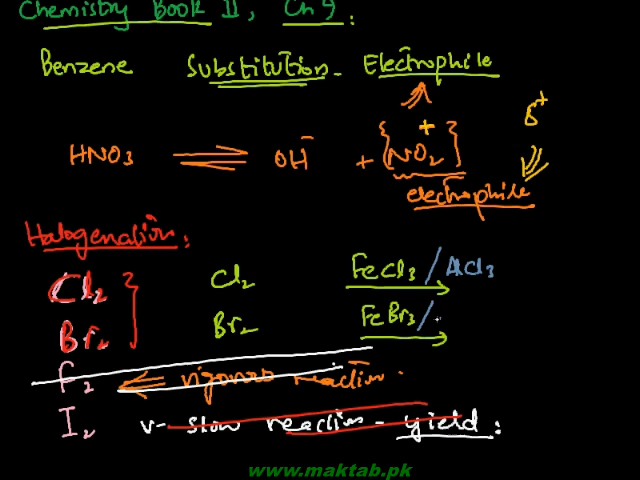 Chemistry Book II, Ch 9:
Benzene Substitution - Electrophile
δ+
HNO3 ⇌ OH⁻ + {NO2⁺}
electrophile
Halogenation:
Cl2 } Cl2 FeCl3 / AlCl3
Br2 Br2 FeBr3 /
F2 ⇐ vigorous reaction.
I2 v-slow reaction - yield:
www.maktab.pk